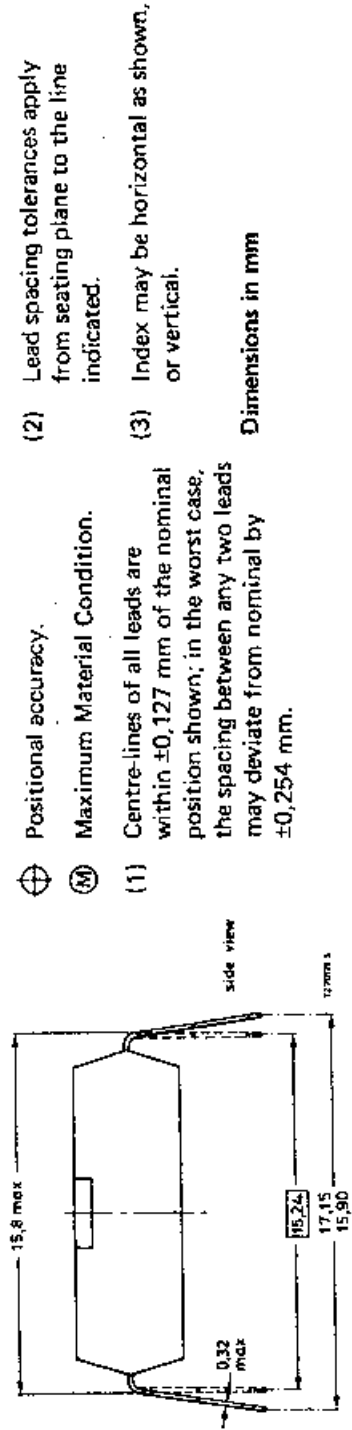 15,8 max
0,32
max
15,24
17,15
15,90
side view
⌖ Positional accuracy.
Ⓜ Maximum Material Condition.
(1) Centre-lines of all leads are
within ±0,127 mm of the nominal
position shown; in the worst case,
the spacing between any two leads
may deviate from nominal by
±0,254 mm.
(2) Lead spacing tolerances apply
from seating plane to the line
indicated.
(3) Index may be horizontal as shown,
or vertical.
Dimensions in mm